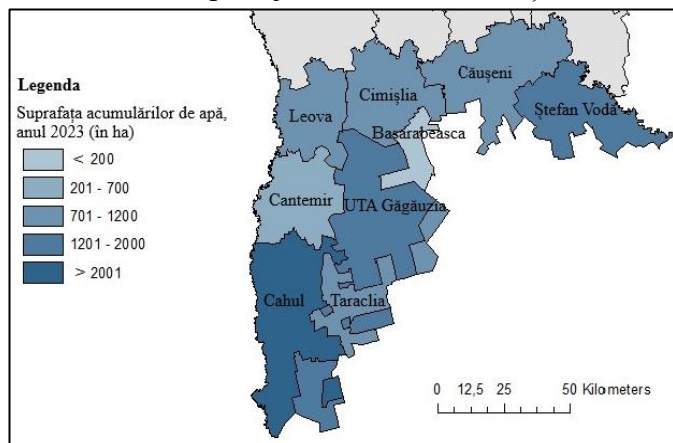 Legenda
Suprafața acumulărilor de apă,
anul 2023 (în ha)
< 200
201 - 700
701 - 1200
1201 - 2000
> 2001
Căușeni
Cimișlia
Ștefan Vodă
Leova
Basarabeasca
Cantemir
UTA Găgăuzia
Cahul
Taraclia
0 12,5 25 50 Kilometers